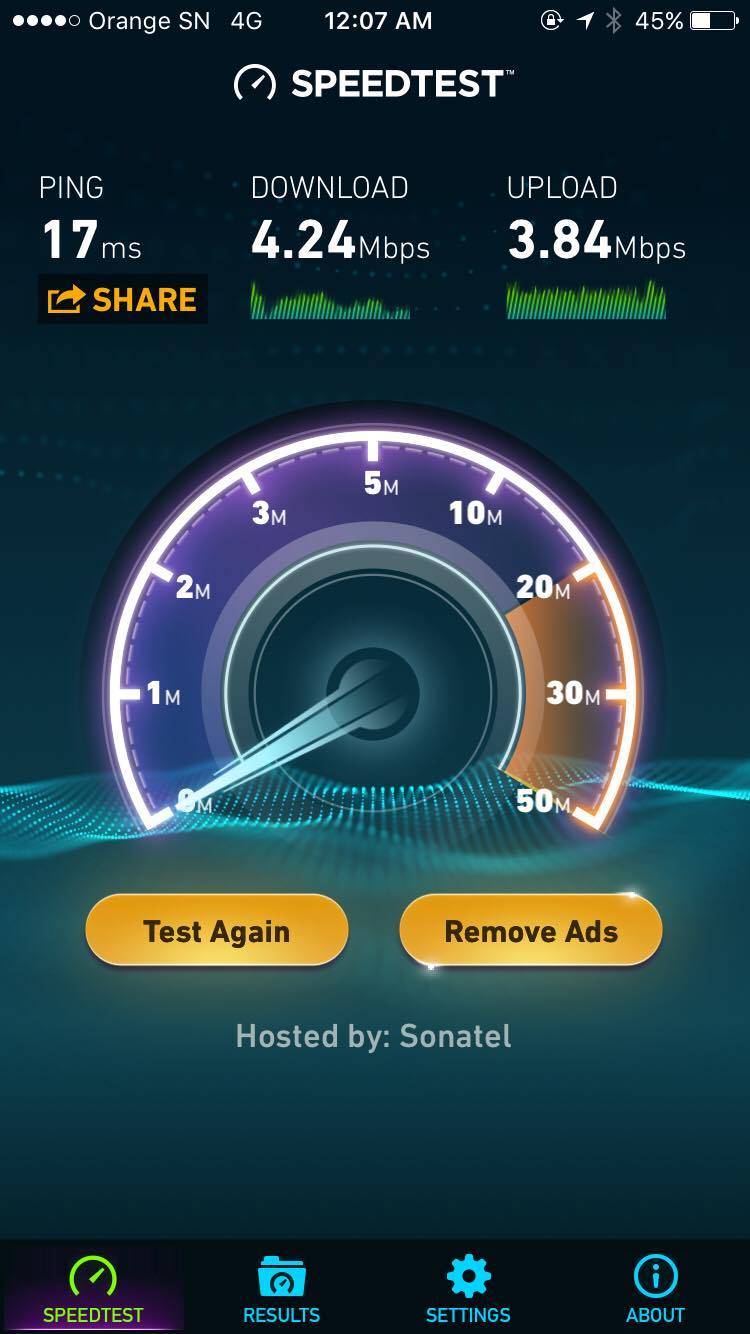 Orange SN 4G 12:07 AM 45%
SPEEDTEST™
PING DOWNLOAD UPLOAD
17ms 4.24Mbps 3.84Mbps
SHARE
5M
3M 10M
2M 20M
1M 30M
0M 50M
Test Again Remove Ads
Hosted by: Sonatel
SPEEDTEST RESULTS SETTINGS ABOUT